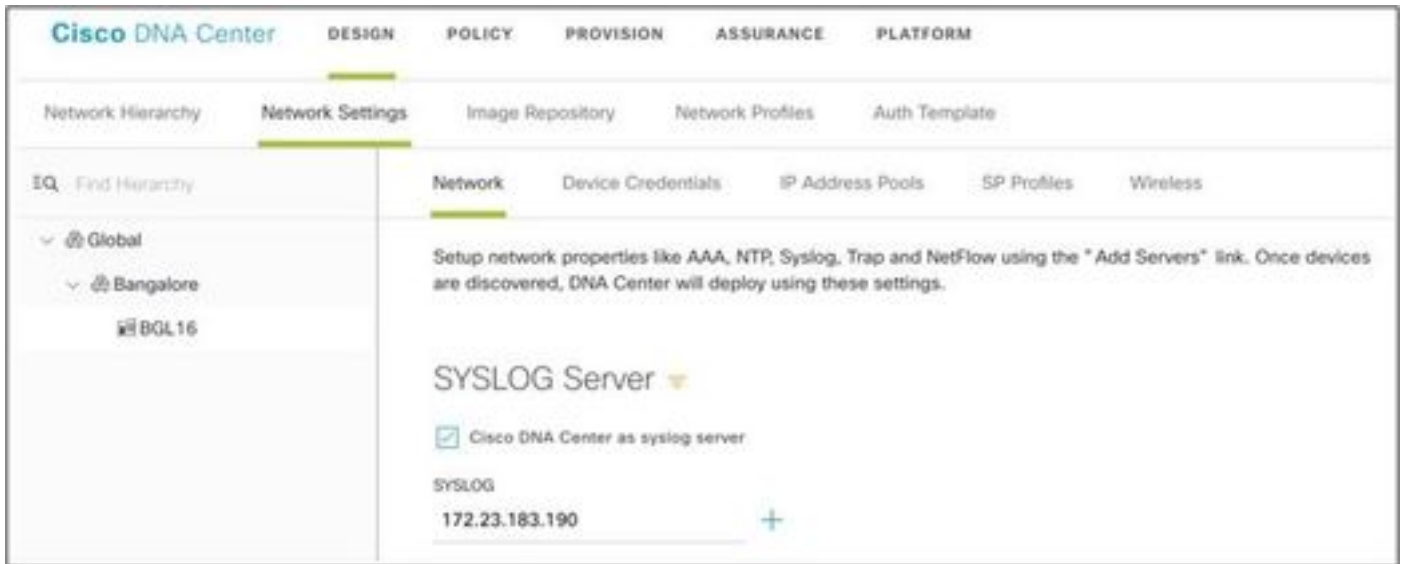 Cisco DNA Center DESIGN POLICY PROVISION ASSURANCE PLATFORM
Network Hierarchy Network Settings Image Repository Network Profiles Auth Template
Find Hierarchy
Network Device Credentials IP Address Pools SP Profiles Wireless
Global
Bangalore
BGL16
Setup network properties like AAA, NTP, Syslog, Trap and NetFlow using the "Add Servers" link. Once devices
are discovered, DNA Center will deploy using these settings.
SYSLOG Server
Cisco DNA Center as syslog server
SYSLOG
172.23.183.190